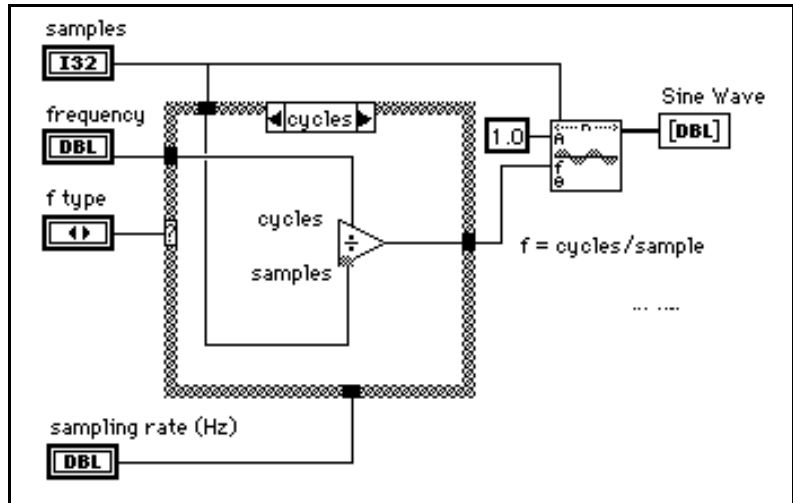 samples
I32
frequency
DBL
f type
?
cycles
cycles
÷
samples
sampling rate (Hz)
DBL
1.0
n
A
f
θ
Sine Wave
[DBL]
f = cycles/sample